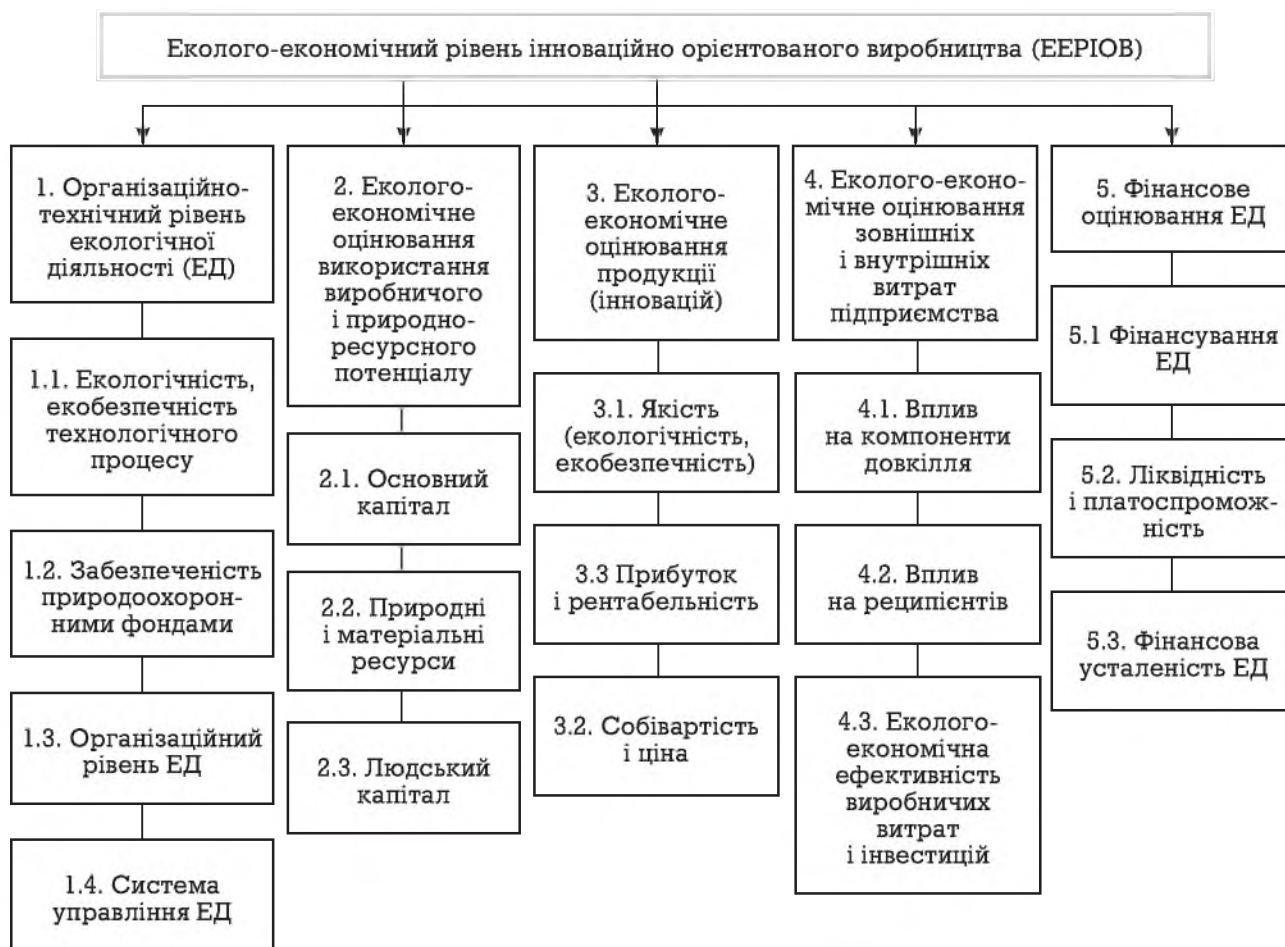 Еколого-економічний рівень інноваційно орієнтованого виробництва (ЕЕРІОВ)
1. Організаційно-
технічний рівень
екологічної
діяльності (ЕД)
1.1. Екологічність,
екобезпечність
технологічного
процесу
1.2. Забезпеченість
природоохорон-
ними фондами
1.3. Організаційний
рівень ЕД
1.4. Система
управління ЕД
2. Еколого-
економічне
оцінювання
використання
виробничого
і природно-
ресурсного
потенціалу
2.1. Основний
капітал
2.2. Природні
і матеріальні
ресурси
2.3. Людський
капітал
3. Еколого-
економічне
оцінювання
продукції
(інновацій)
3.1. Якість
(екологічність,
екобезпечність)
3.3 Прибуток
і рентабельність
3.2. Собівартість
і ціна
4. Еколого-еконо-
мічне оцінювання
зовнішніх
і внутрішніх
витрат
підприємства
4.1. Вплив
на компоненти
довкілля
4.2. Вплив
на реципієнтів
4.3. Еколого-
економічна
ефективність
виробничих
витрат
і інвестицій
5. Фінансове
оцінювання ЕД
5.1 Фінансування
ЕД
5.2. Ліквідність
і платоспромож-
ність
5.3. Фінансова
усталеність ЕД